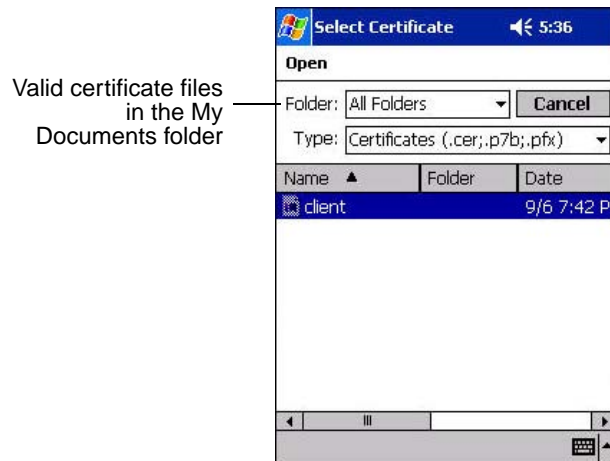 Select Certificate 5:36
Open
Valid certificate files
in the My
Documents folder
Folder: All Folders Cancel
Type: Certificates (.cer;.p7b;.pfx)
Name Folder Date
client 9/6 7:42 P